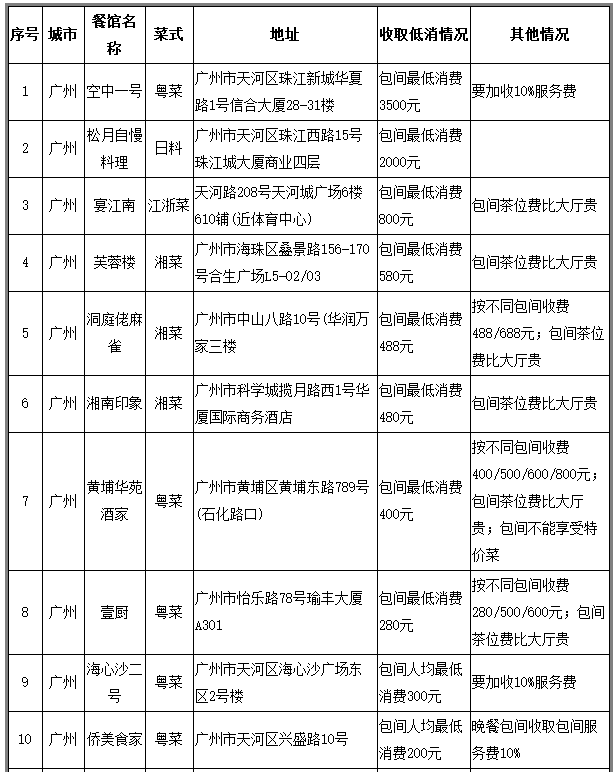 序号 城市 餐馆名称 菜式 地址 收取低消情况 其他情况
1 广州 空中一号 粤菜 广州市天河区珠江新城华夏路1号信合大厦28-31楼 包间最低消费3500元 要加收10%服务费
2 广州 松月自慢料理 日料 广州市天河区珠江西路15号珠江城大厦商业四层 包间最低消费2000元
3 广州 宴江南 江浙菜 天河路208号天河城广场6楼610铺(近体育中心) 包间最低消费800元 包间茶位费比大厅贵
4 广州 芙蓉楼 湘菜 广州市海珠区叠景路156-170号合生广场L5-02/03 包间最低消费580元 包间茶位费比大厅贵
5 广州 洞庭佬麻雀 湘菜 广州市中山八路10号(华润万家三楼 包间最低消费488元 按不同包间收费488/688元；包间茶位费比大厅贵
6 广州 湘南印象 湘菜 广州市科学城揽月路西1号华厦国际商务酒店 包间最低消费480元 包间茶位费比大厅贵
7 广州 黄埔华苑酒家 粤菜 广州市黄埔区黄埔东路789号(石化路口) 包间最低消费400元 按不同包间收费400/500/600/800元；包间茶位费比大厅贵；包间不能享受特价菜
8 广州 壹厨 粤菜 广州市怡乐路78号瑜丰大厦A301 包间最低消费280元 按不同包间收费280/500/600元；包间茶位费比大厅贵
9 广州 海心沙二号 粤菜 广州市天河区海心沙广场东区2号楼 包间人均最低消费300元 要加收10%服务费
10 广州 侨美食家 粤菜 广州市天河区兴盛路10号 包间人均最低消费200元 晚餐包间收取包间服务费10%